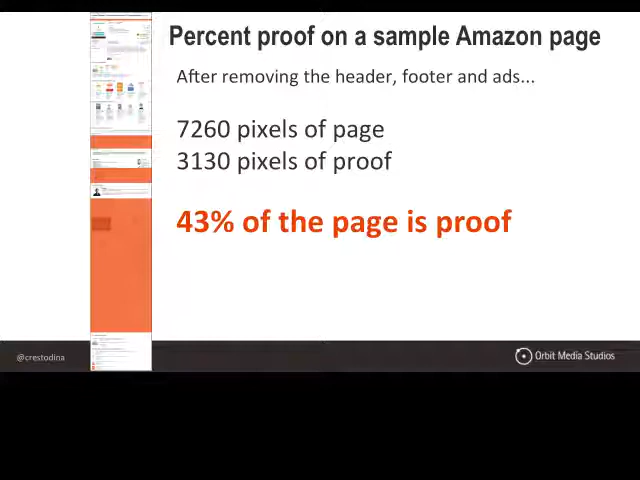 Percent proof on a sample Amazon page
After removing the header, footer and ads...
7260 pixels of page
3130 pixels of proof
43% of the page is proof
@crestodina
Orbit Media Studios